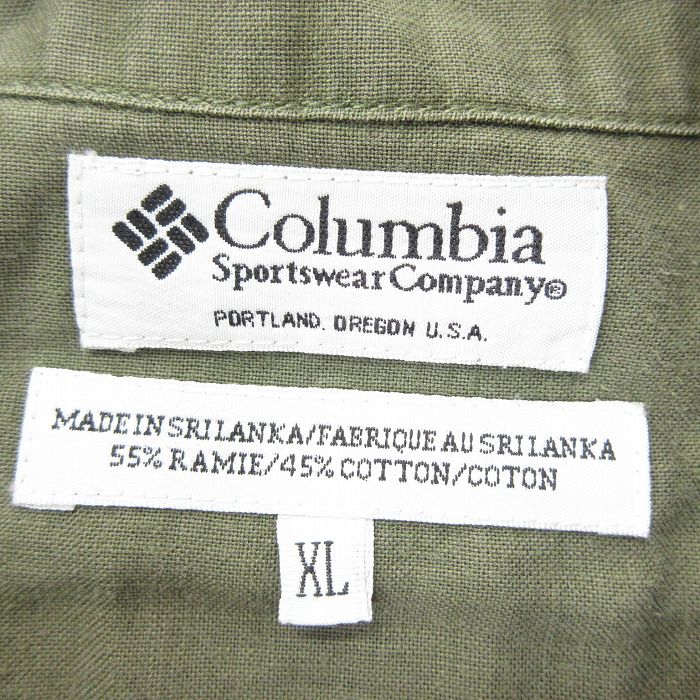 Columbia
Sportswear Company®
PORTLAND, OREGON U.S.A.
MADE IN SRI LANKA/FABRIQUE AU SRI LANKA
55% RAMIE/45% COTTON/COTON
XL